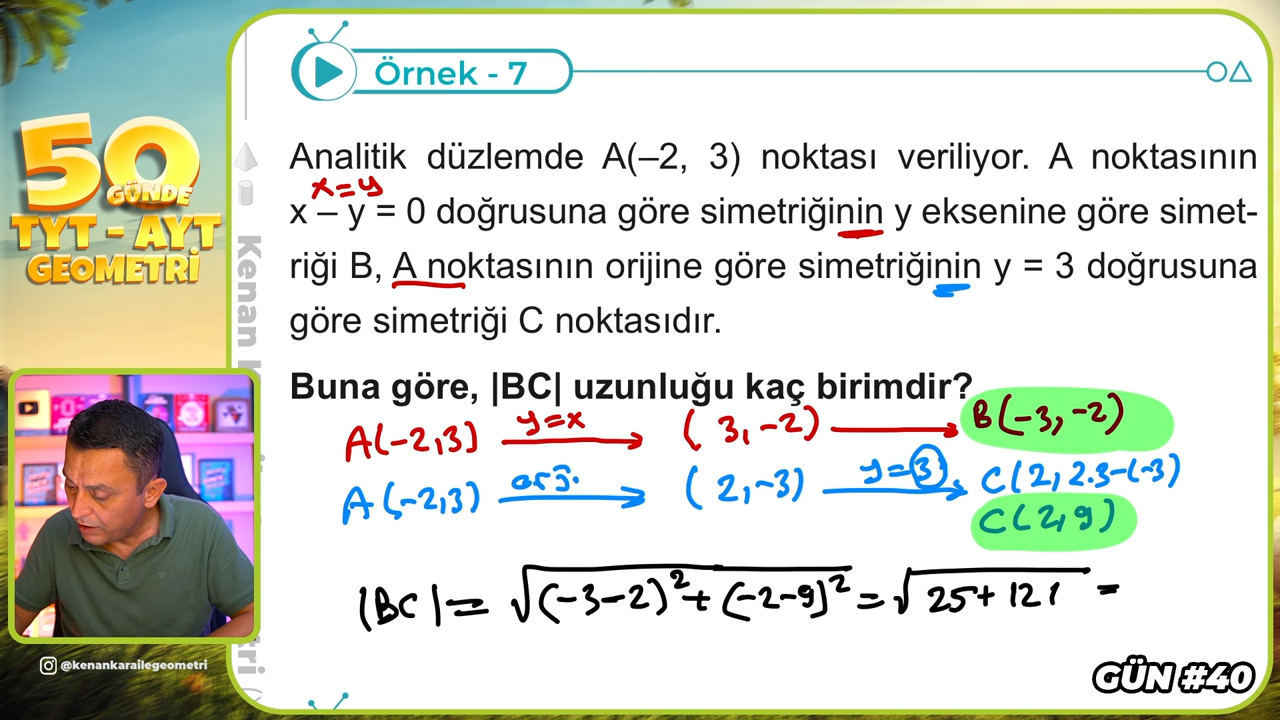 50
GÜNDE
TYT - AYT
GEOMETRİ
Örnek - 7
Analitik düzlemde A(–2, 3) noktası veriliyor. A noktasının
x=y
x – y = 0 doğrusuna göre simetriğinin y eksenine göre simet-
riği B, A noktasının orijine göre simetriğinin y = 3 doğrusuna
göre simetriği C noktasıdır.
Buna göre, |BC| uzunluğu kaç birimdir?
A(-2,3) y=x (3,-2) B(-3,-2)
A(-2,3) orj. (2,-3) y=3 C(2, 2.3-(-3)
C(2,9)
|BC| = √(-3-2)²+(-2-9)² = √25+121 =
Kenan
@kenankarailegeometri
GÜN #40